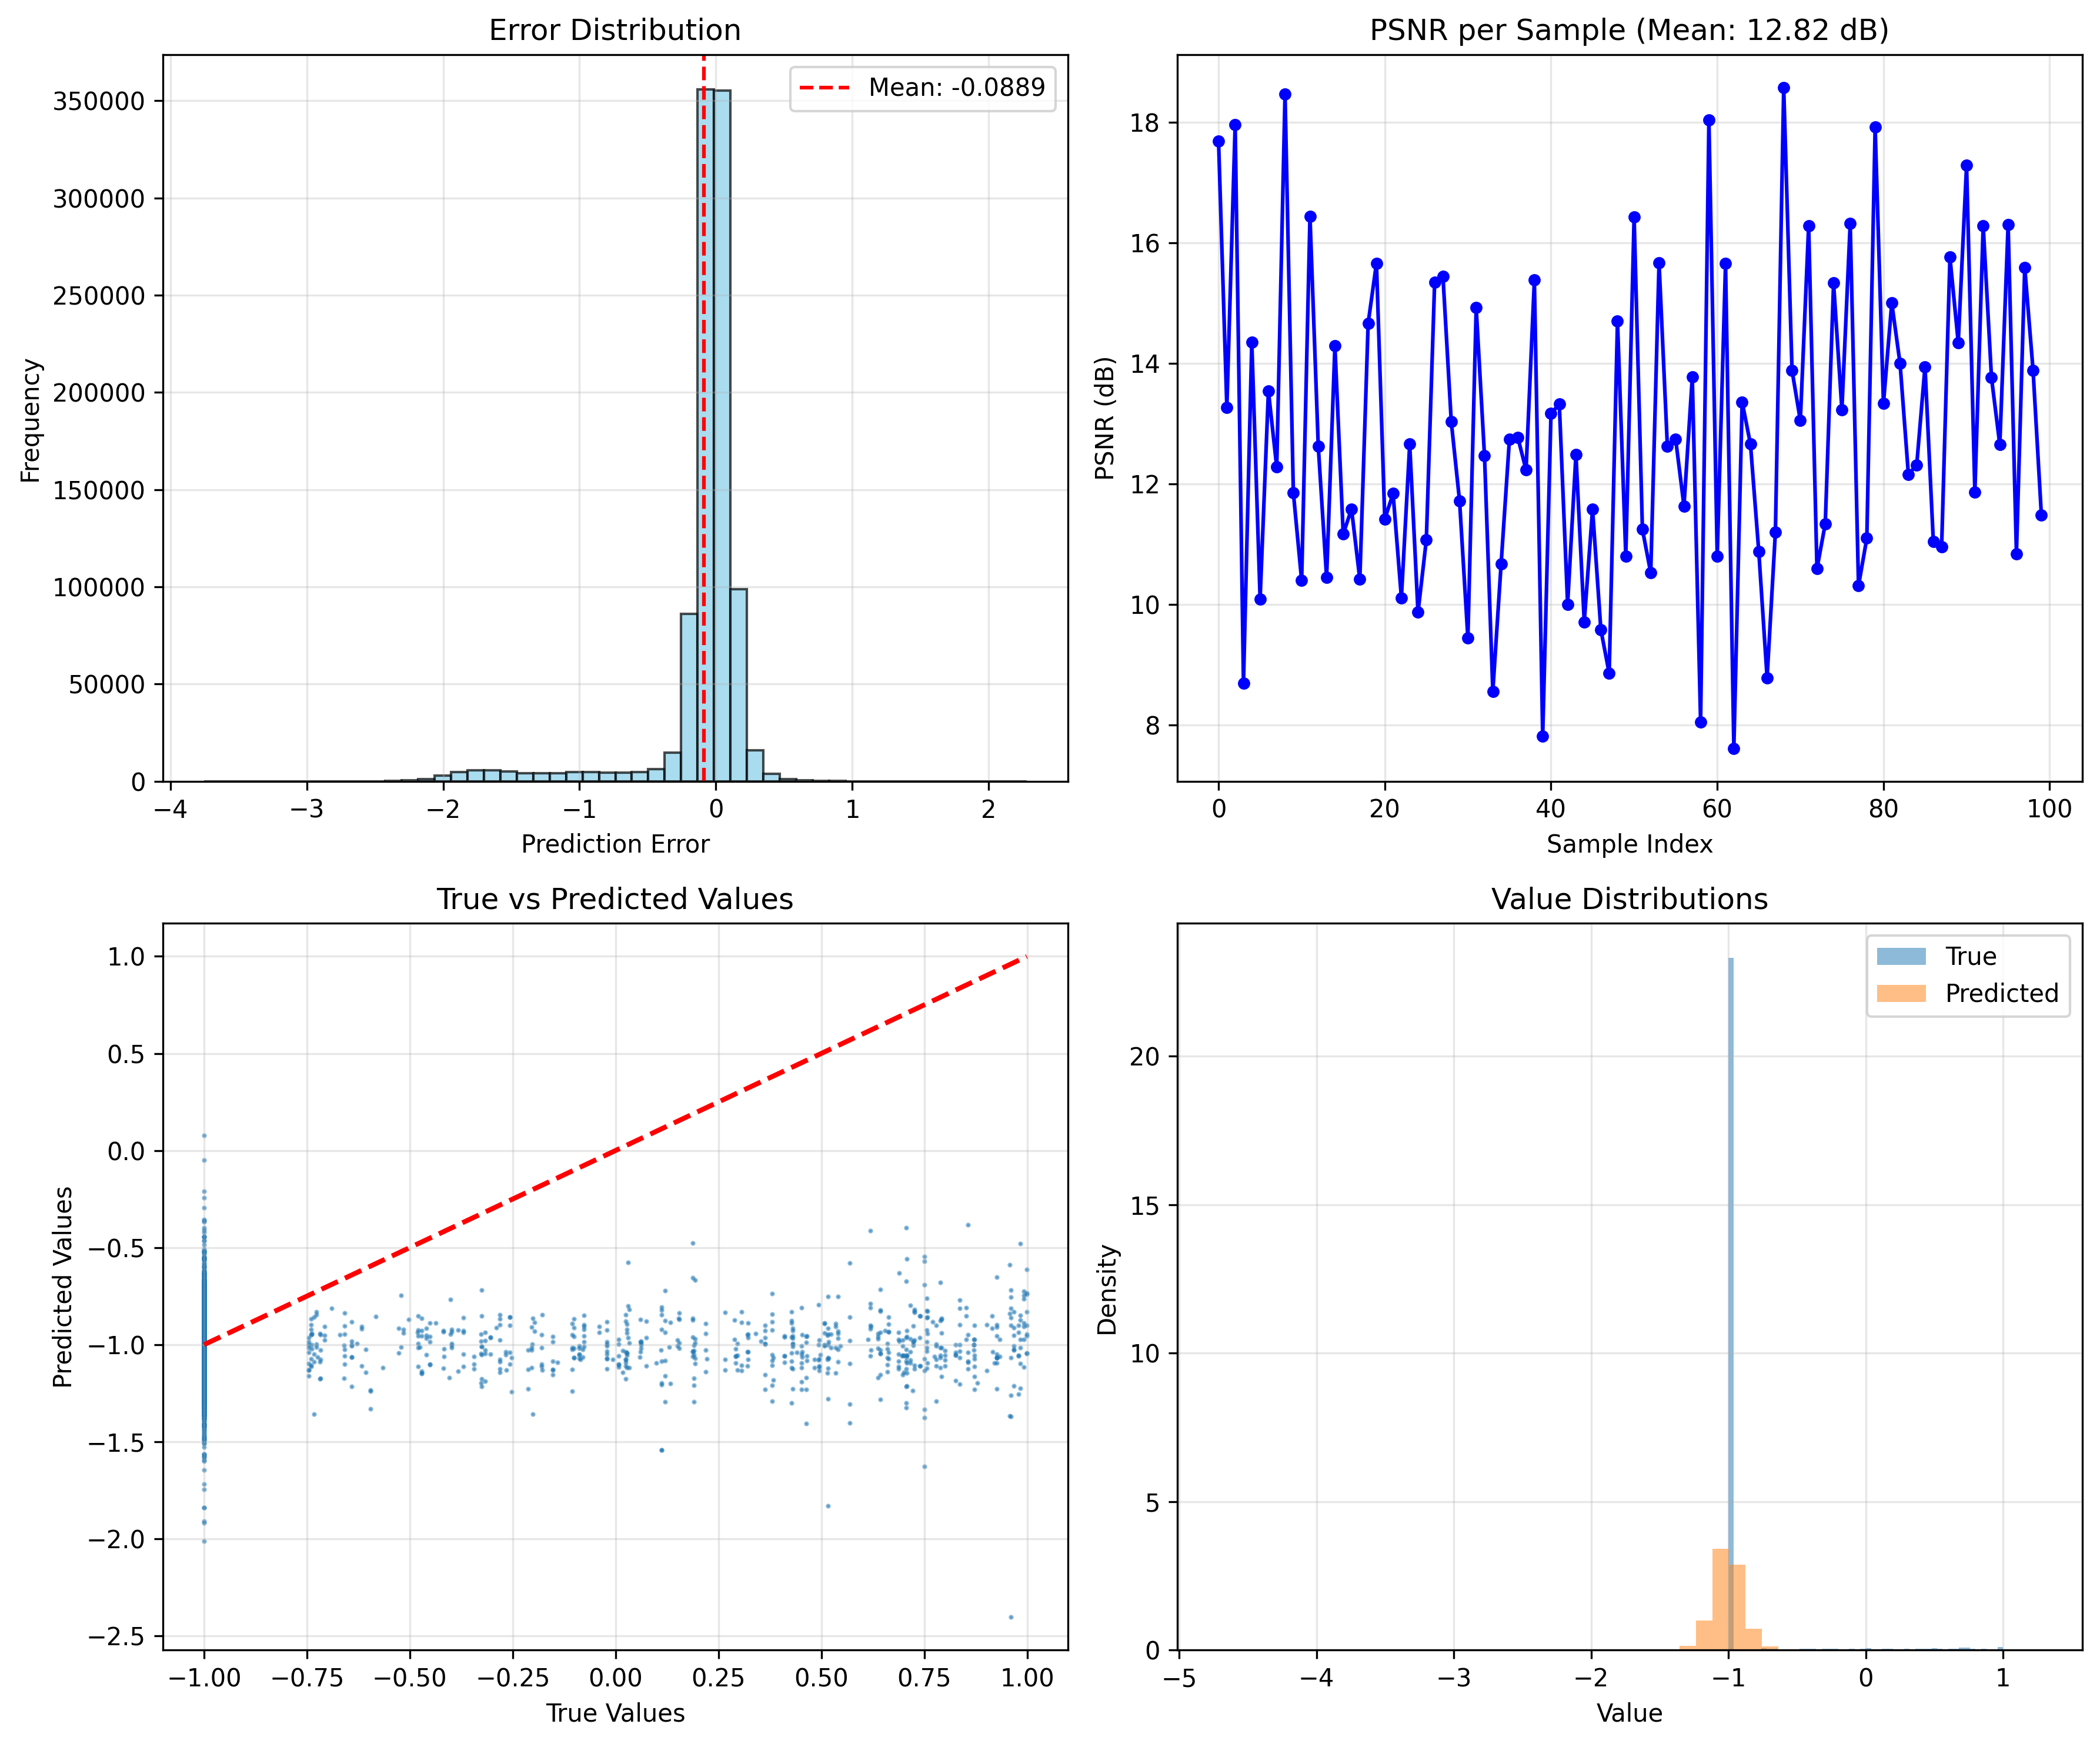 Error Distribution
Frequency
350000
300000
250000
200000
150000
100000
50000
0
Mean: -0.0889
−4 −3 −2 −1 0 1 2
Prediction Error
PSNR per Sample (Mean: 12.82 dB)
PSNR (dB)
18
16
14
12
10
8
0 20 40 60 80 100
Sample Index
True vs Predicted Values
Predicted Values
1.0
0.5
0.0
−0.5
−1.0
−1.5
−2.0
−2.5
−1.00 −0.75 −0.50 −0.25 0.00 0.25 0.50 0.75 1.00
True Values
Value Distributions
Density
20
15
10
5
0
True
Predicted
−5 −4 −3 −2 −1 0 1
Value